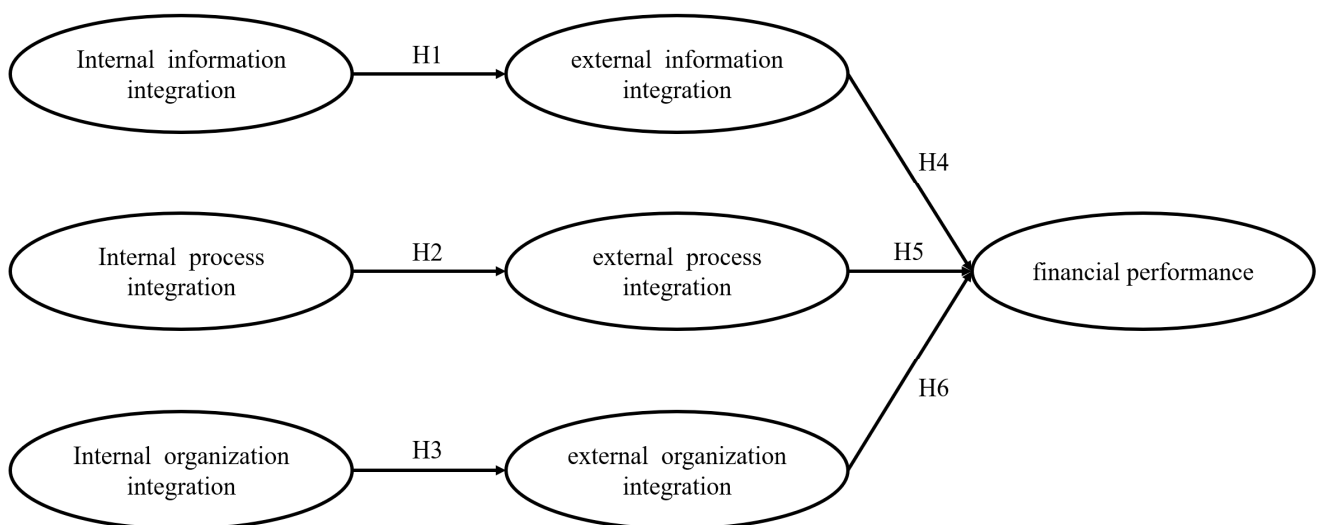 Internal information
integration
H1
external information
integration
H4
Internal process
integration
H2
external process
integration
H5
financial performance
H6
Internal organization
integration
H3
external organization
integration